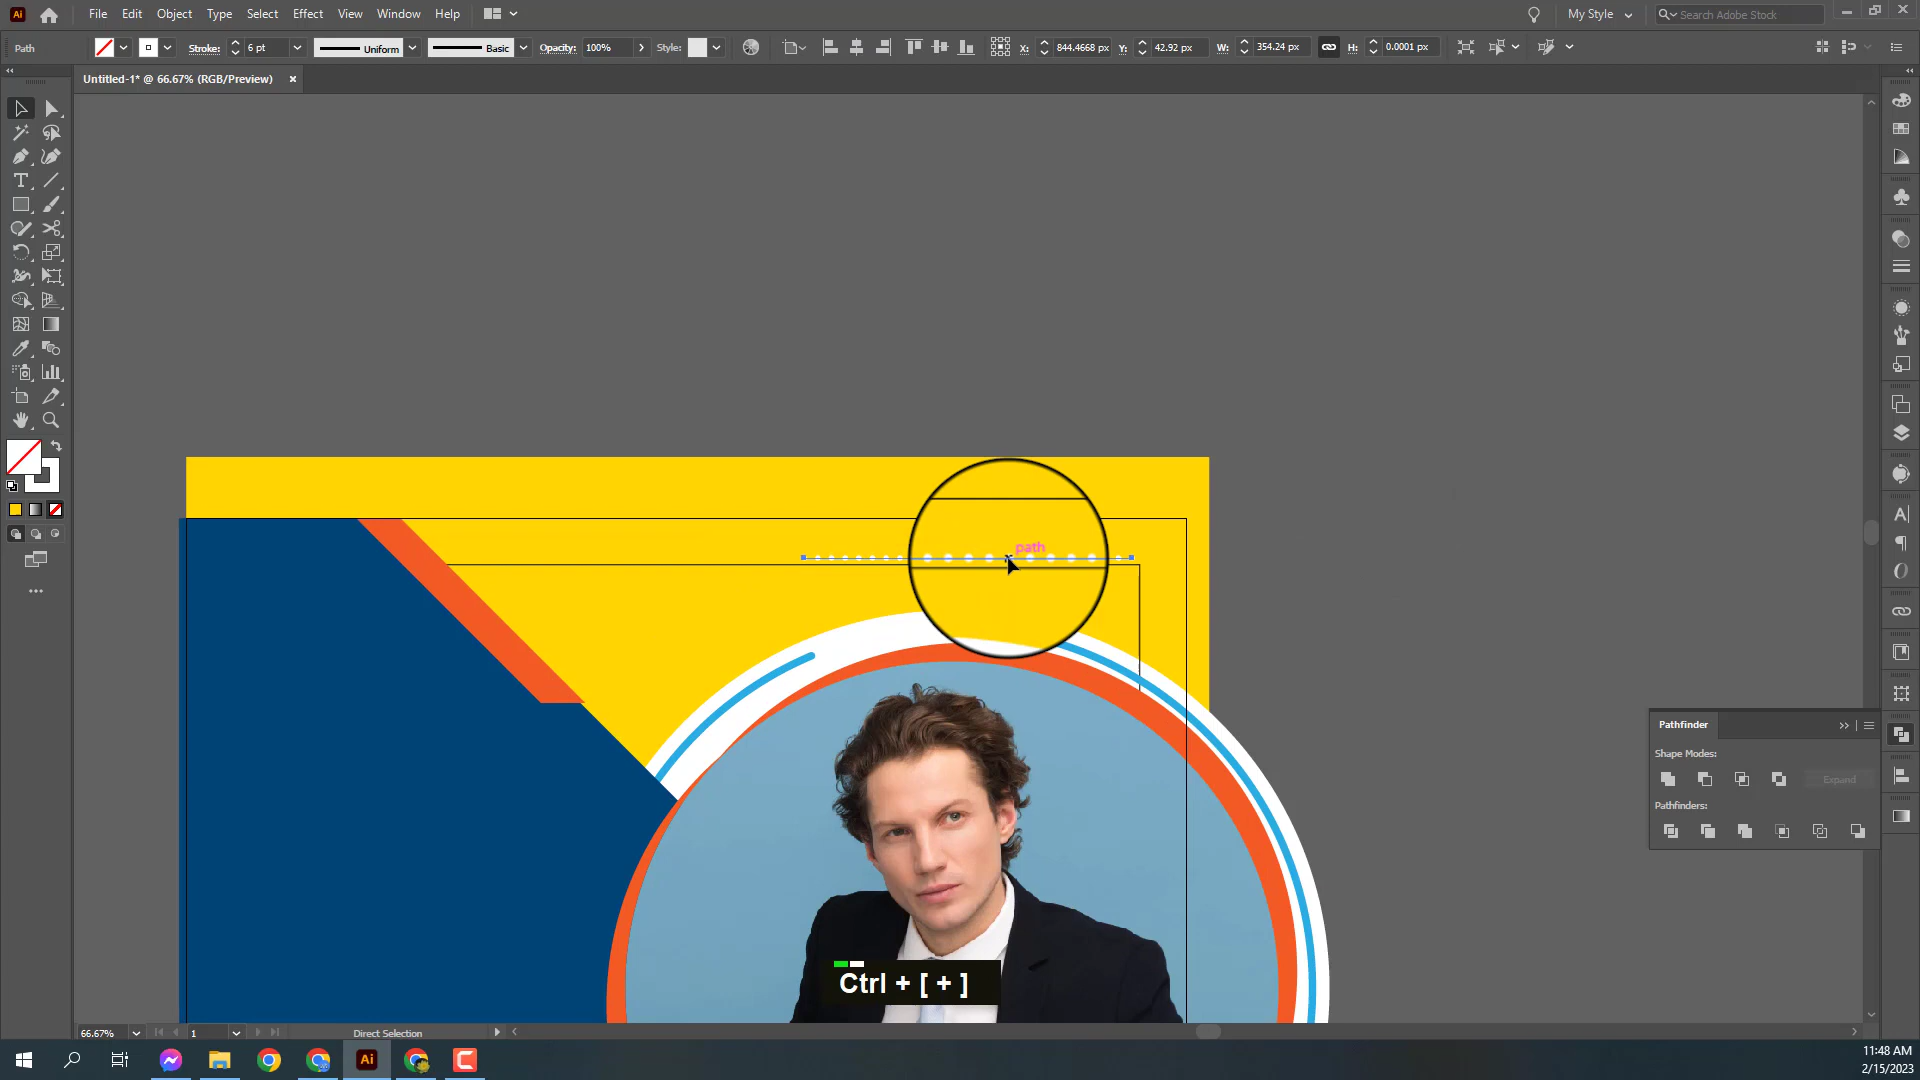 Ai File Edit Object Type Select Effect View Window Help My Style Search Adobe Stock
Path Stroke: 6 pt Uniform Basic Opacity: 100% Style: X: 844.4668 px Y: 42.92 px W: 354.24 px H: 0.0001 px
Untitled-1* @ 66.67% (RGB/Preview) ×
path
Pathfinder
Shape Modes:
Expand
Pathfinders:
Ctrl + [ + ]
66.67% 1 Direct Selection
Ai
11:48 AM
2/15/2023